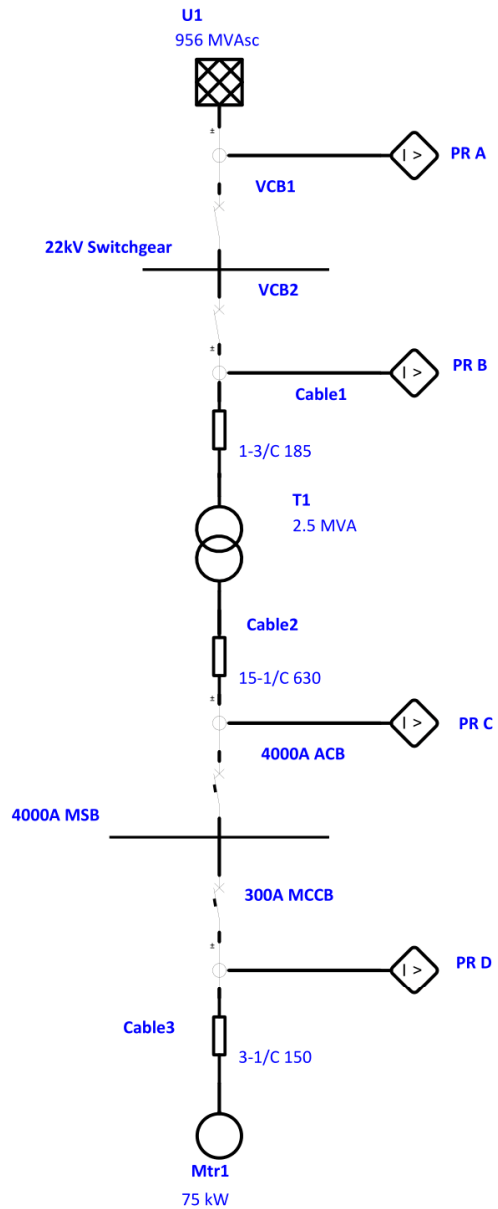 U1
956 MVAsc
I >
PR A
VCB1
22kV Switchgear
VCB2
±
I >
PR B
Cable1
1-3/C 185
T1
2.5 MVA
Cable2
15-1/C 630
±
I >
PR C
4000A ACB
4000A MSB
300A MCCB
±
I >
PR D
Cable3
3-1/C 150
Mtr1
75 kW